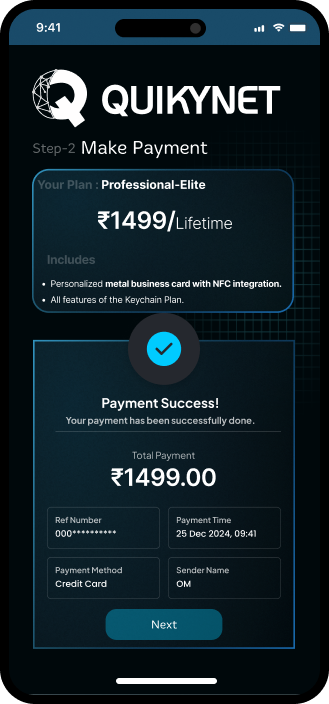 9:41
QUIKYNET
Step-2 Make Payment
Your Plan : Professional-Elite
₹1499/Lifetime
Includes
• Personalized metal business card with NFC integration.
• All features of the Keychain Plan.
Payment Success!
Your payment has been successfully done.
Total Payment
₹1499.00
Ref Number
000**********
Payment Time
25 Dec 2024, 09:41
Payment Method
Credit Card
Sender Name
OM
Next